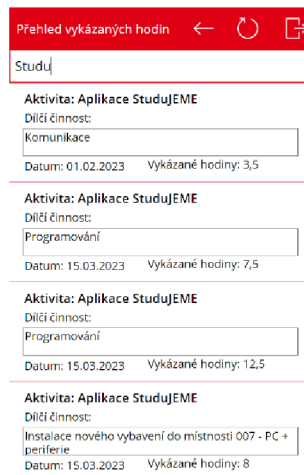 Přehled vykázaných hodin
Studu
Aktivita: Aplikace StuduJEME
Dílčí činnost:
Komunikace
Datum: 01.02.2023 Vykázané hodiny: 3,5
Aktivita: Aplikace StuduJEME
Dílčí činnost:
Programování
Datum: 15.03.2023 Vykázané hodiny: 7,5
Aktivita: Aplikace StuduJEME
Dílčí činnost:
Programování
Datum: 15.03.2023 Vykázané hodiny: 12,5
Aktivita: Aplikace StuduJEME
Dílčí činnost:
Instalace nového vybavení do místnosti 007 - PC +
periferie
Datum: 15.03.2023 Vykázané hodiny: 8